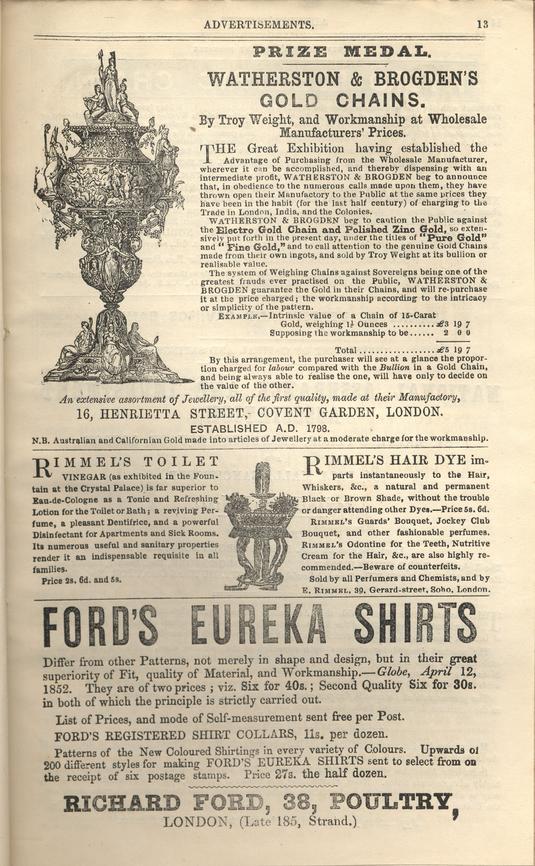 ADVERTISEMENTS. 13
PRIZE MEDAL.
WATHERSTON & BROGDEN'S
GOLD CHAINS.
By Troy Weight, and Workmanship at Wholesale
Manufacturers' Prices.
THE Great Exhibition having established the
Advantage of Purchasing from the Wholesale Manufacturer,
wherever it can be accomplished, and thereby dispensing with an
intermediate profit, WATHERSTON & BROGDEN beg to announce
that, in obedience to the numerous calls made upon them, they have
thrown open their Manufactory to the Public at the same prices they
have been in the habit (for the last half century) of charging to the
Trade in London, India, and the Colonies.
WATHERSTON & BROGDEN beg to caution the Public against
the Electro Gold Chain and Polished Zinc Gold, so exten-
sively put forth in the present day, under the titles of "Pure Gold"
and "Fine Gold," and to call attention to the genuine Gold Chains
made from their own ingots, and sold by Troy Weight at its bullion or
realisable value.
The system of Weighing Chains against Sovereigns being one of the
greatest frauds ever practised on the Public, WATHERSTON &
BROGDEN guarantee the Gold in their Chains, and will re-purchase
it at the price charged; the workmanship according to the intricacy
or simplicity of the pattern.
EXAMPLE.—Intrinsic value of a Chain of 15-Carat
Gold, weighing 1½ Ounces .......... £3 19 7
Supposing the workmanship to be ...... 2 0 0
Total .................. £5 19 7
By this arrangement, the purchaser will see at a glance the propor-
tion charged for labour compared with the Bullion in a Gold Chain,
and being always able to realise the one, will have only to decide on
the value of the other.
An extensive assortment of Jewellery, all of the first quality, made at their Manufactory,
16, HENRIETTA STREET, COVENT GARDEN, LONDON.
ESTABLISHED A.D. 1798.
N.B. Australian and Californian Gold made into articles of Jewellery at a moderate charge for the workmanship.
RIMMEL'S TOILET
VINEGAR (as exhibited in the Foun-
tain at the Crystal Palace) is far superior to
Eau-de-Cologne as a Tonic and Refreshing
Lotion for the Toilet or Bath; a reviving Per-
fume, a pleasant Dentifrice, and a powerful
Disinfectant for Apartments and Sick Rooms.
Its numerous useful and sanitary properties
render it an indispensable requisite in all
families.
Price 2s. 6d. and 5s.
RIMMEL'S HAIR DYE im-
parts instantaneously to the Hair,
Whiskers, &c., a natural and permanent
Black or Brown Shade, without the trouble
or danger attending other Dyes.—Price 5s. 6d.
RIMMEL'S Guards' Bouquet, Jockey Club
Bouquet, and other fashionable perfumes.
RIMMEL'S Odontine for the Teeth, Nutritive
Cream for the Hair, &c., are also highly re-
commended.—Beware of counterfeits.
Sold by all Perfumers and Chemists, and by
E. RIMMEL, 39, Gerard-street, Soho, London.
FORD'S EUREKA SHIRTS
Differ from other Patterns, not merely in shape and design, but in their great
superiority of Fit, quality of Material, and Workmanship.—Globe, April 12,
1852. They are of two prices; viz. Six for 40s.; Second Quality Six for 30s.
in both of which the principle is strictly carried out.
List of Prices, and mode of Self-measurement sent free per Post.
FORD'S REGISTERED SHIRT COLLARS, 11s. per dozen.
Patterns of the New Coloured Shirtings in every variety of Colours. Upwards of
200 different styles for making FORD'S EUREKA SHIRTS sent to select from on
the receipt of six postage stamps. Price 27s. the half dozen.
RICHARD FORD, 38, POULTRY,
LONDON, (Late 185, Strand.)